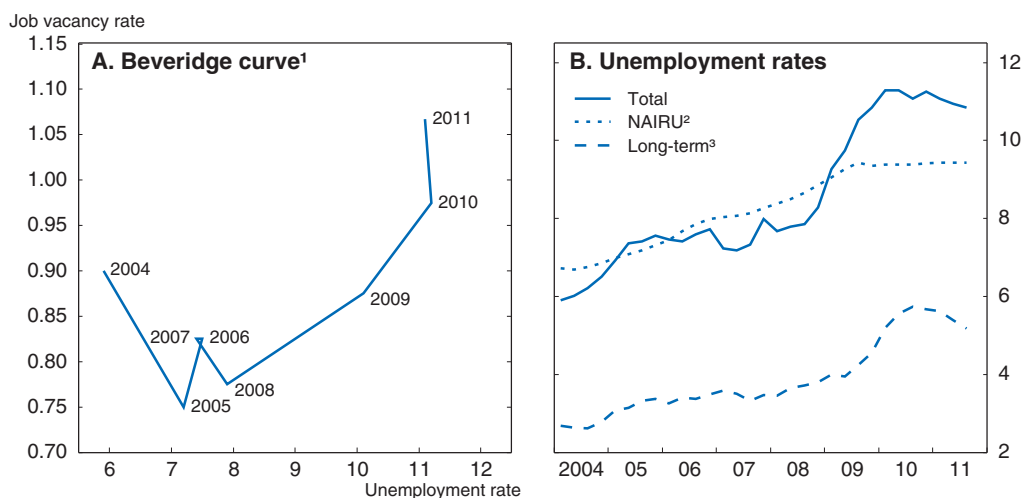 Job vacancy rate
A. Beveridge curve¹
1.15
1.10
1.05
1.00
0.95
0.90
0.85
0.80
0.75
0.70
2011
2010
2004
2009
2007
2006
2008
2005
6 7 8 9 10 11 12
Unemployment rate
B. Unemployment rates
Total
NAIRU²
Long-term³
12
10
8
6
4
2
2004 05 06 07 08 09 10 11